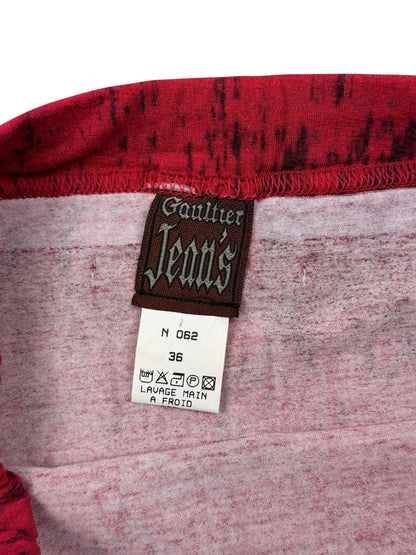 Gaultier
Jean's
N 062
36
LAVAGE MAIN
A FROID